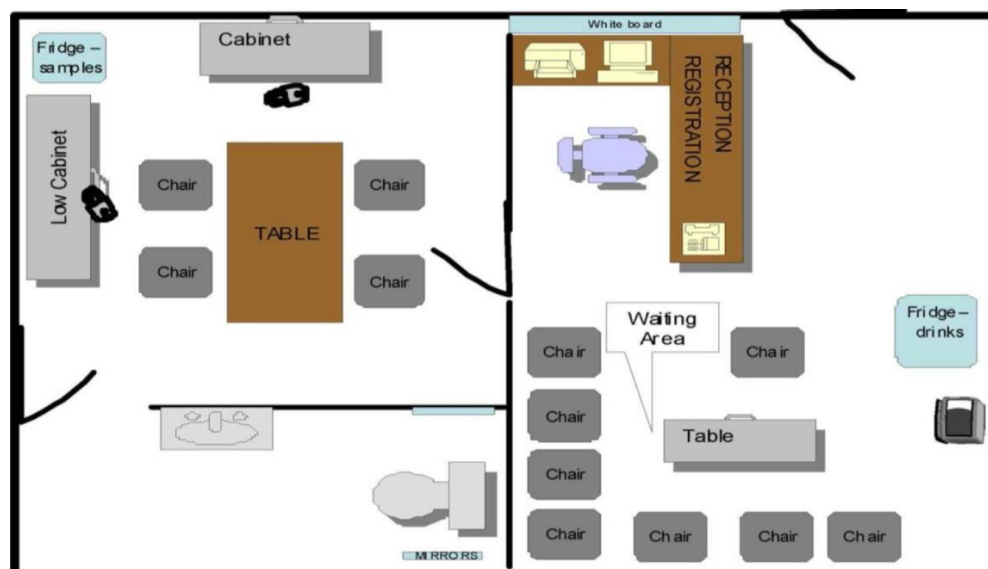 Fridge –
samples
Cabinet
White board
RECEPTION
REGISTRATION
Low Cabinet
Chair
Chair
TABLE
Chair
Chair
Waiting
Area
Fridge –
drinks
Chair
Chair
Chair
Table
Chair
Chair
Chair
Chair
Chair
MIRRORS